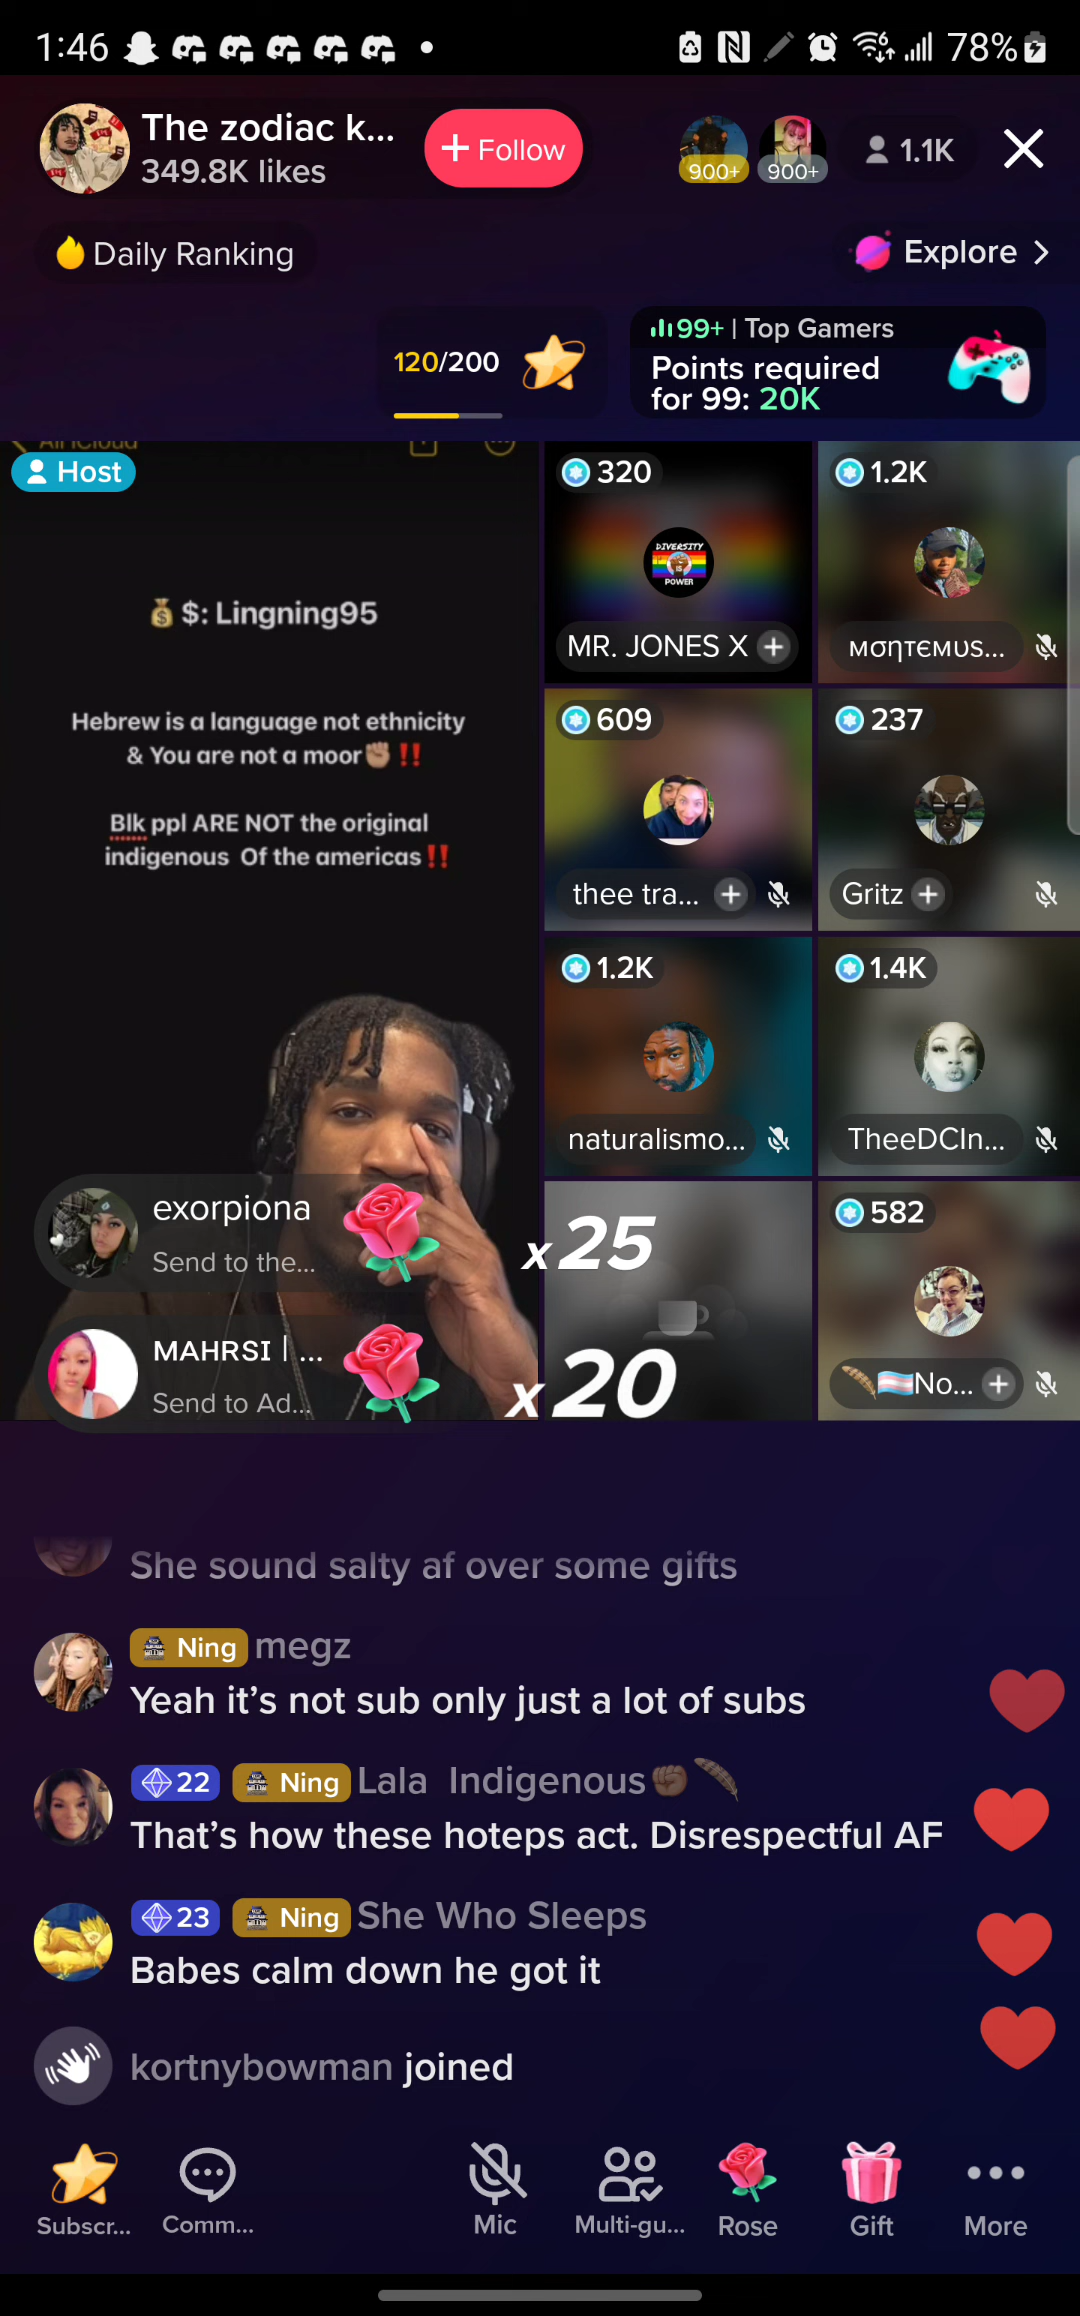 1:46
78%
The zodiac k...
349.8K likes
+ Follow
900+
900+
1.1K
Daily Ranking
Explore >
120/200
99+ | Top Gamers
Points required
for 99: 20K
All iCloud
Host
💰$: Lingning95
Hebrew is a language not ethnicity
& You are not a moor✊🏽‼️
Blk ppl ARE NOT the original
indigenous Of the americas‼️
320
DIVERSITY
IS
POWER
MR. JONES X +
1.2K
мσηтємυѕ...
609
thee tra... +
237
Gritz +
1.2K
naturalismo...
1.4K
TheeDCIn...
582
🪶🏳️‍⚧️No... +
exorpiona
Send to the...
x25
MAHRSI | ...
Send to Ad...
x20
She sound salty af over some gifts
Ning megz
Yeah it’s not sub only just a lot of subs
22 Ning Lala Indigenous✊🏿🪶
That’s how these hoteps act. Disrespectful AF
23 Ning She Who Sleeps
Babes calm down he got it
kortnybowman joined
Subscr...
Comm...
Mic
Multi-gu...
Rose
Gift
More